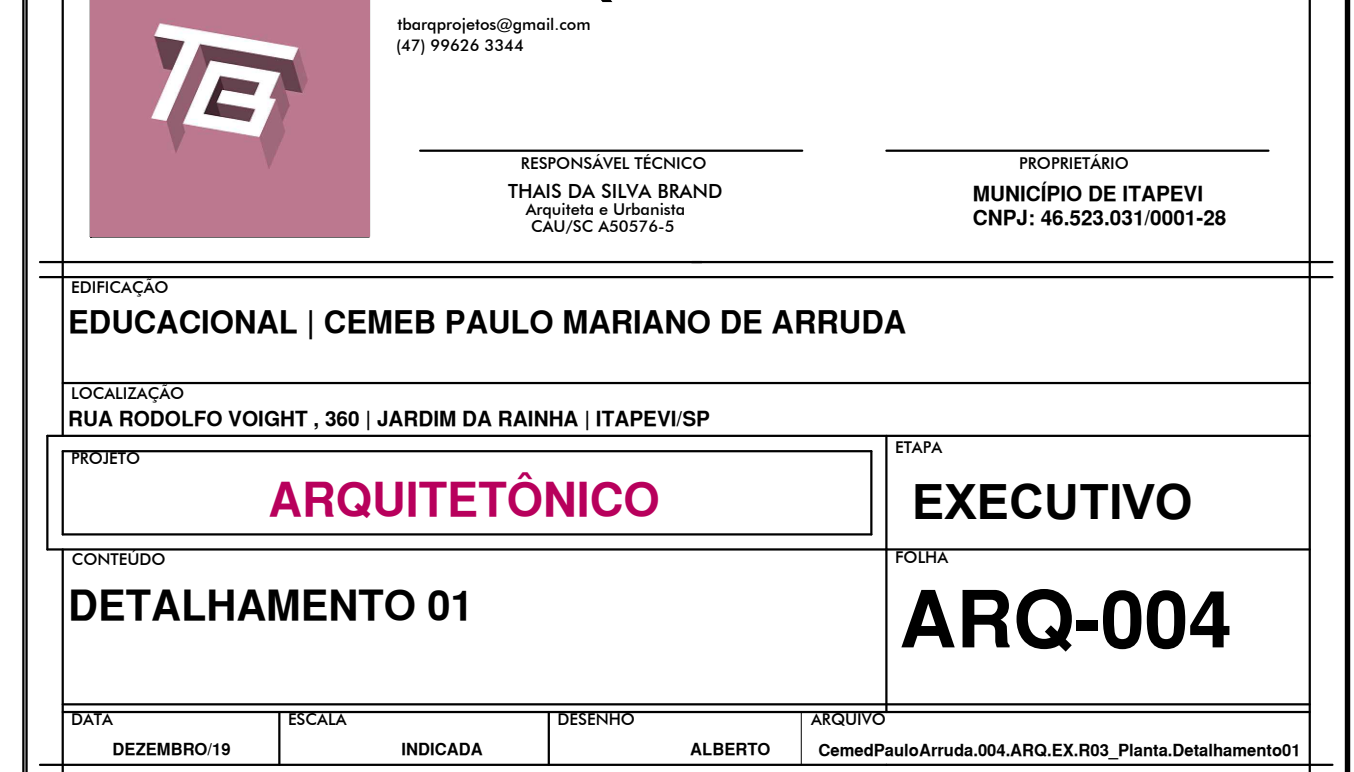 tbarqprojetos@gmail.com
(47) 99626 3344
TB
RESPONSÁVEL TÉCNICO
THAIS DA SILVA BRAND
Arquiteta e Urbanista
CAU/SC A50576-5
PROPRIETÁRIO
MUNICÍPIO DE ITAPEVI
CNPJ: 46.523.031/0001-28
EDIFICAÇÃO
EDUCACIONAL | CEMEB PAULO MARIANO DE ARRUDA
LOCALIZAÇÃO
RUA RODOLFO VOIGHT , 360 | JARDIM DA RAINHA | ITAPEVI/SP
PROJETO
ARQUITETÔNICO
ETAPA
EXECUTIVO
CONTEÚDO
DETALHAMENTO 01
FOLHA
ARQ-004
DATA
DEZEMBRO/19
ESCALA
INDICADA
DESENHO
ALBERTO
ARQUIVO
CemedPauloArruda.004.ARQ.EX.R03_Planta.Detalhamento01